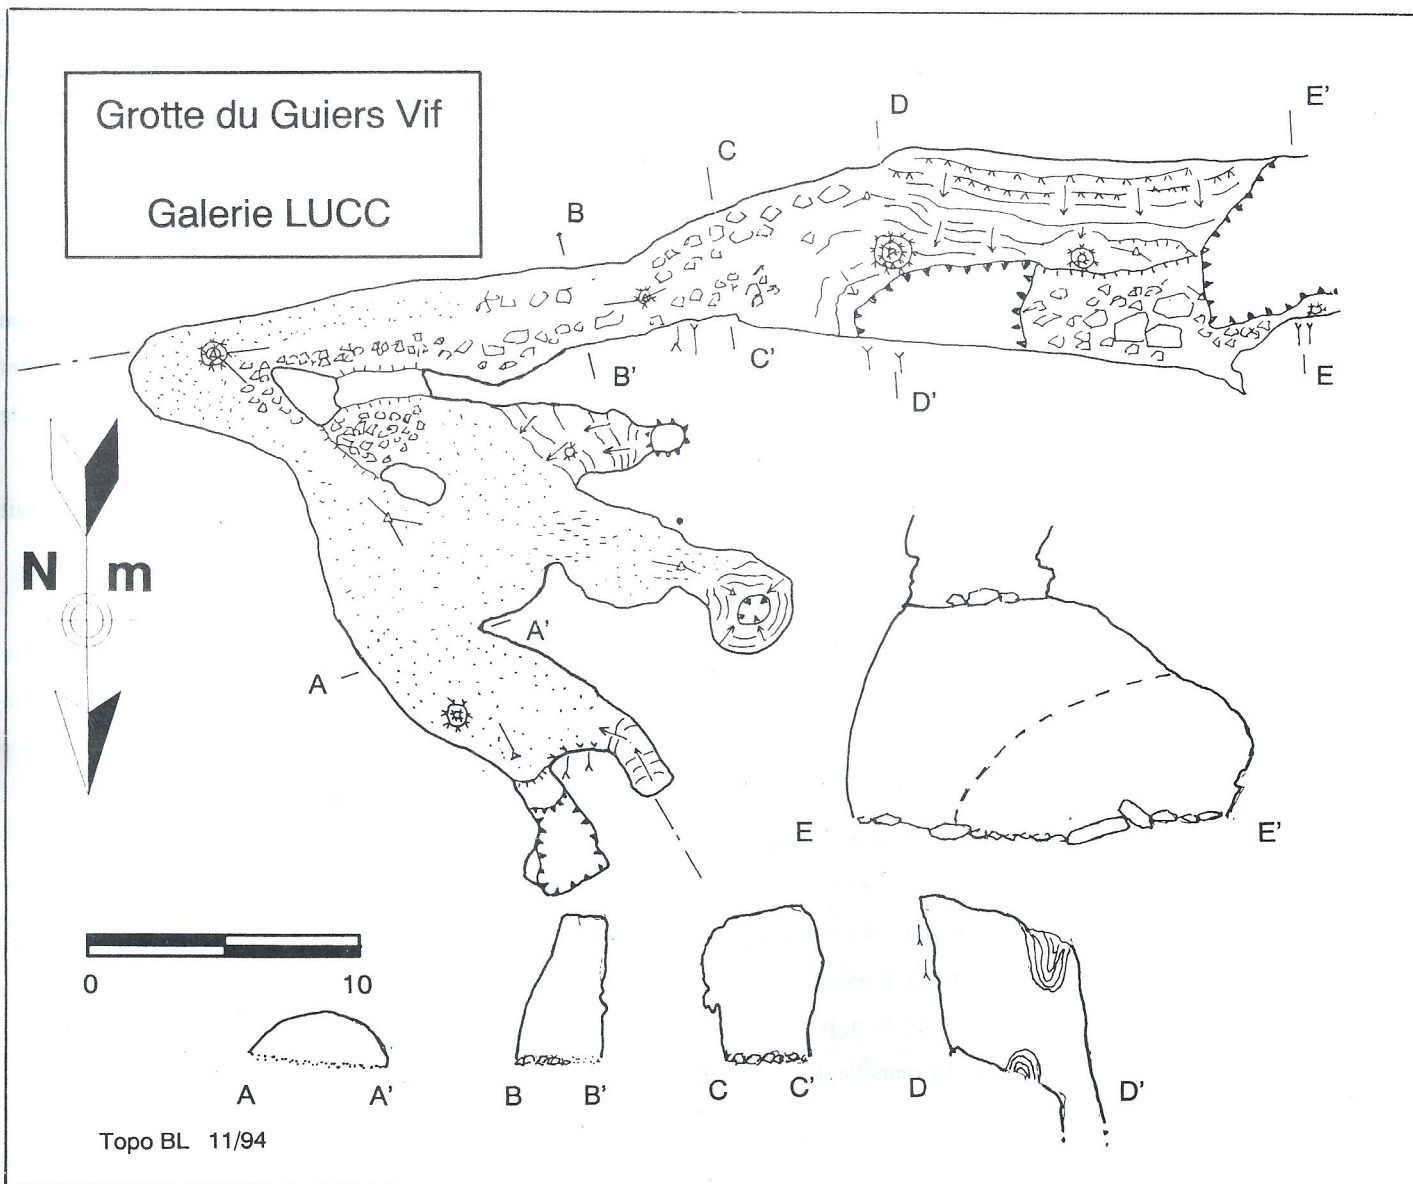 Grotte du Guiers Vif
Galerie LUCC
E'
D
C
B
B'
C'
D'
E
N m
A'
A
E E'
0 10
A A' B B' C C' D D'
Topo BL 11/94